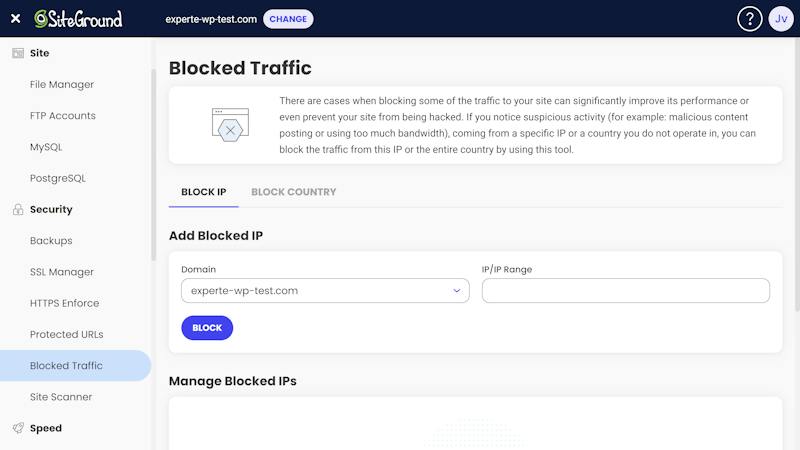 SiteGround
experte-wp-test.com CHANGE
? Jv
Site
File Manager
FTP Accounts
MySQL
PostgreSQL
Security
Backups
SSL Manager
HTTPS Enforce
Protected URLs
Blocked Traffic
Site Scanner
Speed
Blocked Traffic
There are cases when blocking some of the traffic to your site can significantly improve its performance or
even prevent your site from being hacked. If you notice suspicious activity (for example: malicious content
posting or using too much bandwidth), coming from a specific IP or a country you do not operate in, you can
block the traffic from this IP or the entire country by using this tool.
BLOCK IP BLOCK COUNTRY
Add Blocked IP
Domain IP/IP Range
experte-wp-test.com
BLOCK
Manage Blocked IPs